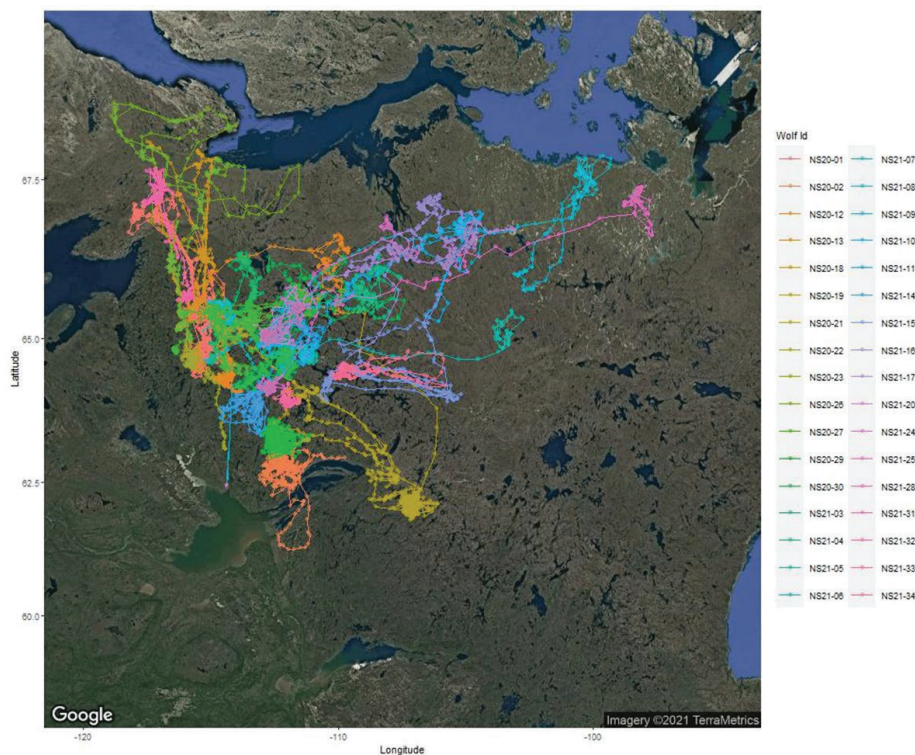 Wolf Id
NS20-01
NS20-02
NS20-12
NS20-13
NS20-18
NS20-19
NS20-21
NS20-22
NS20-23
NS20-26
NS20-27
NS20-29
NS20-30
NS21-03
NS21-04
NS21-05
NS21-06
NS21-07
NS21-08
NS21-09
NS21-10
NS21-11
NS21-14
NS21-15
NS21-16
NS21-17
NS21-20
NS21-24
NS21-25
NS21-28
NS21-31
NS21-32
NS21-33
NS21-34
Latitude
67.5
65.0
62.5
60.0
Google
Imagery ©2021 TerraMetrics
-120
-110
-100
Longitude